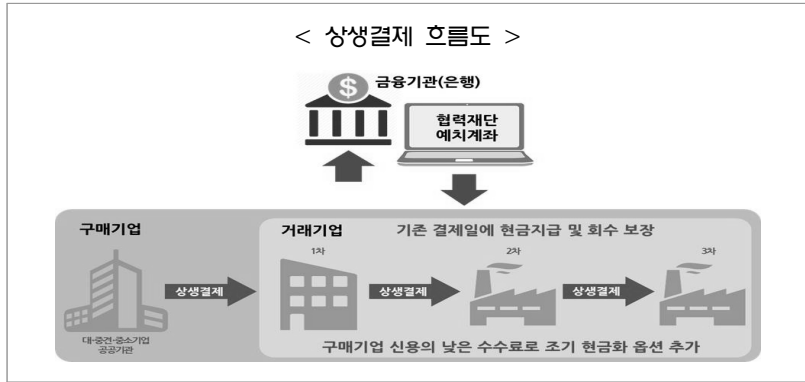 < 상생결제 흐름도 >
$
금융기관(은행)
협력재단
예치계좌
구매기업
거래기업
기존 결제일에 현금지급 및 회수 보장
1차
2차
3차
상생결제
상생결제
상생결제
대·중견·중소기업
공공기관
구매기업 신용의 낮은 수수료로 조기 현금화 옵션 추가